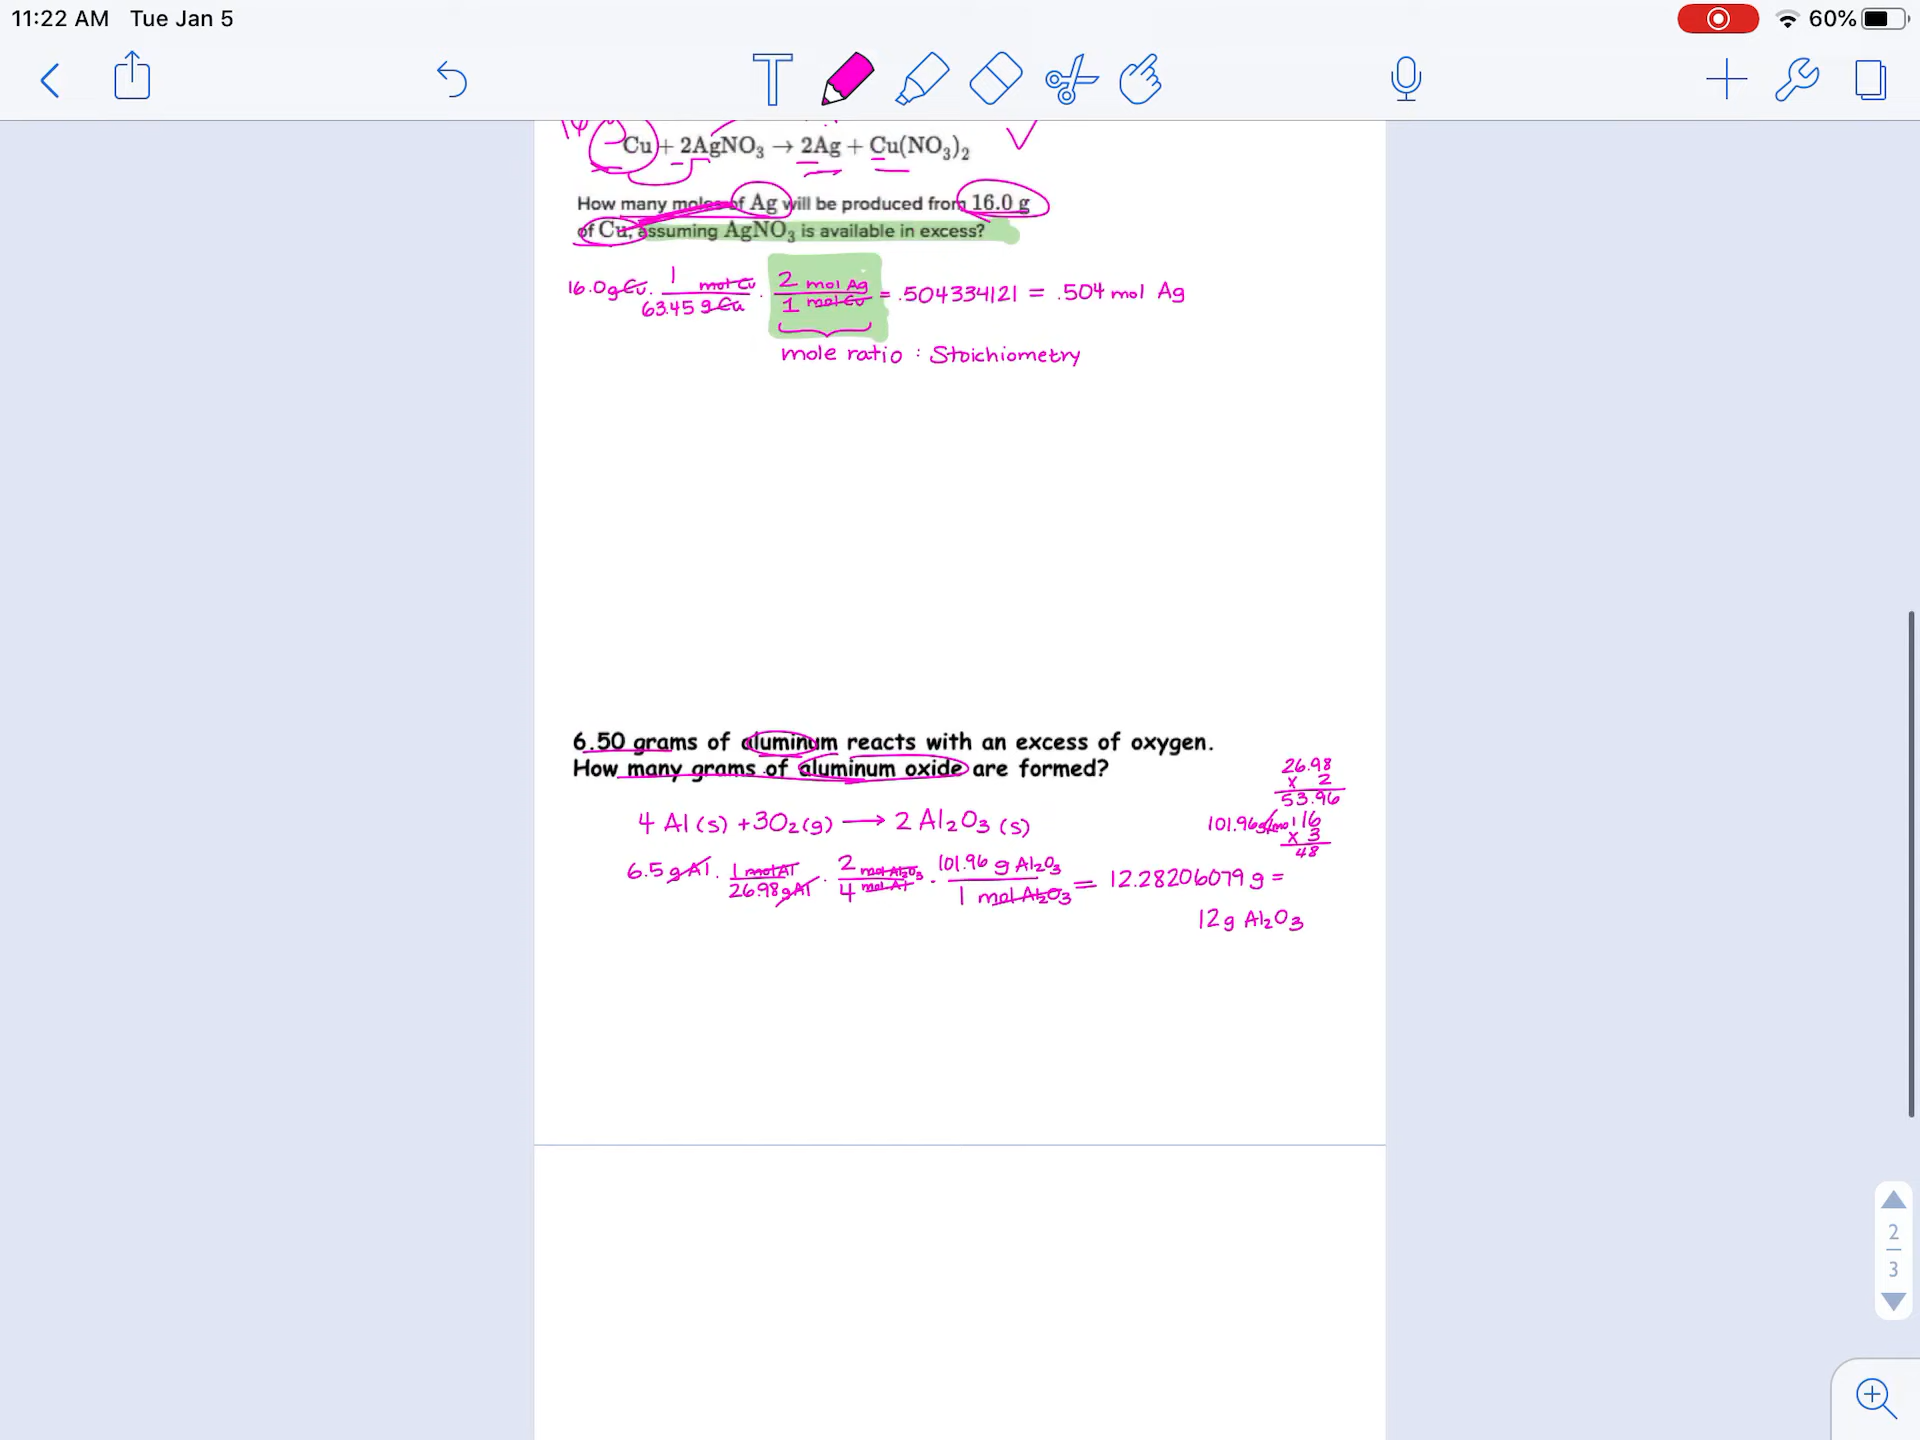 11:22 AM Tue Jan 5
60%
T
Cu + 2AgNO₃ → 2Ag + Cu(NO₃)₂ ✓
How many moles of Ag will be produced from 16.0 g
of Cu, assuming AgNO₃ is available in excess?
16.0 g Cu · 1 mol Cu / 63.45 g Cu · 2 mol Ag / 1 mol Cu = .504334121 = .504 mol Ag
mole ratio : Stoichiometry
6.50 grams of aluminum reacts with an excess of oxygen.
How many grams of aluminum oxide are formed?
26.98
x 2
53.96
4 Al (s) + 3O₂ (g) → 2 Al₂O₃ (s)
101.96 g/mol
16
x 3
48
6.5 g Al · 1 mol Al / 26.98 g Al · 2 mol Al₂O₃ / 4 mol Al · 101.96 g Al₂O₃ / 1 mol Al₂O₃ = 12.28206079 g =
12 g Al₂O₃
2
3